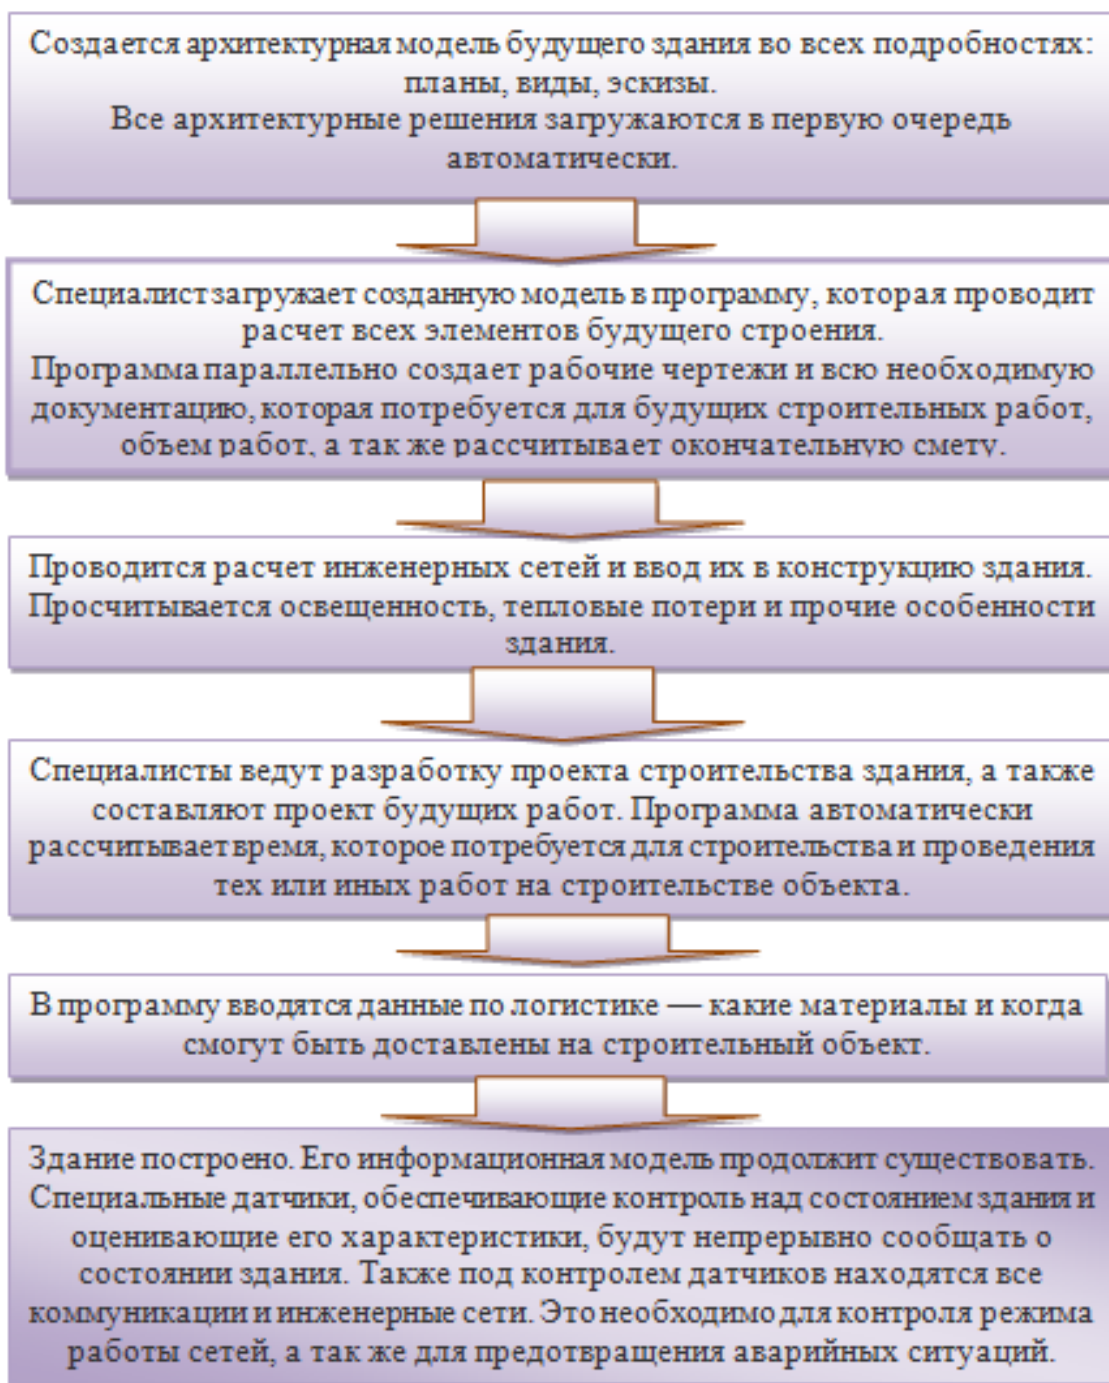 Создается архитектурная модель будущего здания во всех подробностях:
планы, виды, эскизы.
Все архитектурные решения загружаются в первую очередь
автоматически.
Специалист загружает созданную модель в программу, которая проводит
расчет всех элементов будущего строения.
Программа параллельно создает рабочие чертежи и всю необходимую
документацию, которая потребуется для будущих строительных работ,
объем работ, а так же рассчитывает окончательную смету.
Проводится расчет инженерных сетей и ввод их в конструкцию здания.
Просчитывается освещенность, тепловые потери и прочие особенности
здания.
Специалисты ведут разработку проекта строительства здания, а также
составляют проект будущих работ. Программа автоматически
рассчитывает время, которое потребуется для строительства и проведения
тех или иных работ на строительстве объекта.
В программу вводятся данные по логистике — какие материалы и когда
смогут быть доставлены на строительный объект.
Здание построено. Его информационная модель продолжит существовать.
Специальные датчики, обеспечивающие контроль над состоянием здания и
оценивающие его характеристики, будут непрерывно сообщать о
состоянии здания. Также под контролем датчиков находятся все
коммуникации и инженерные сети. Это необходимо для контроля режима
работы сетей, а так же для предотвращения аварийных ситуаций.